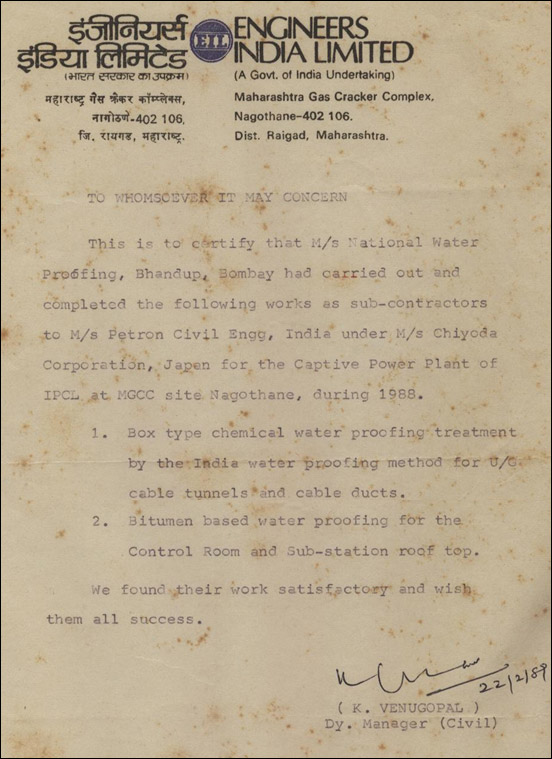 इंजीनियर्स
इंडिया लिमिटेड
(भारत सरकार का उपक्रम)
महाराष्ट्र गैस क्रैकर कॉम्प्लेक्स,
नागोठणे-402 106,
जि. रायगड, महाराष्ट्र.
EIL
ENGINEERS
INDIA LIMITED
(A Govt. of India Undertaking)
Maharashtra Gas Cracker Complex,
Nagothane-402 106.
Dist. Raigad, Maharashtra.
TO WHOMSOEVER IT MAY CONCERN
This is to certify that M/s National Water
Proofing, Bhandup, Bombay had carried out and
completed the following works as sub-contractors
to M/s Petron Civil Engg, India under M/s Chiyoda
Corporation, Japan for the Captive Power Plant of
IPCL at MGCC site Nagothane, during 1988.
1. Box type chemical water proofing treatment
by the India water proofing method for U/G
cable tunnels and cable ducts.
2. Bitumen based water proofing for the
Control Room and Sub-station roof top.
We found their work satisfactory and wish
them all success.
22/2/89
( K. VENUGOPAL )
Dy. Manager (Civil)